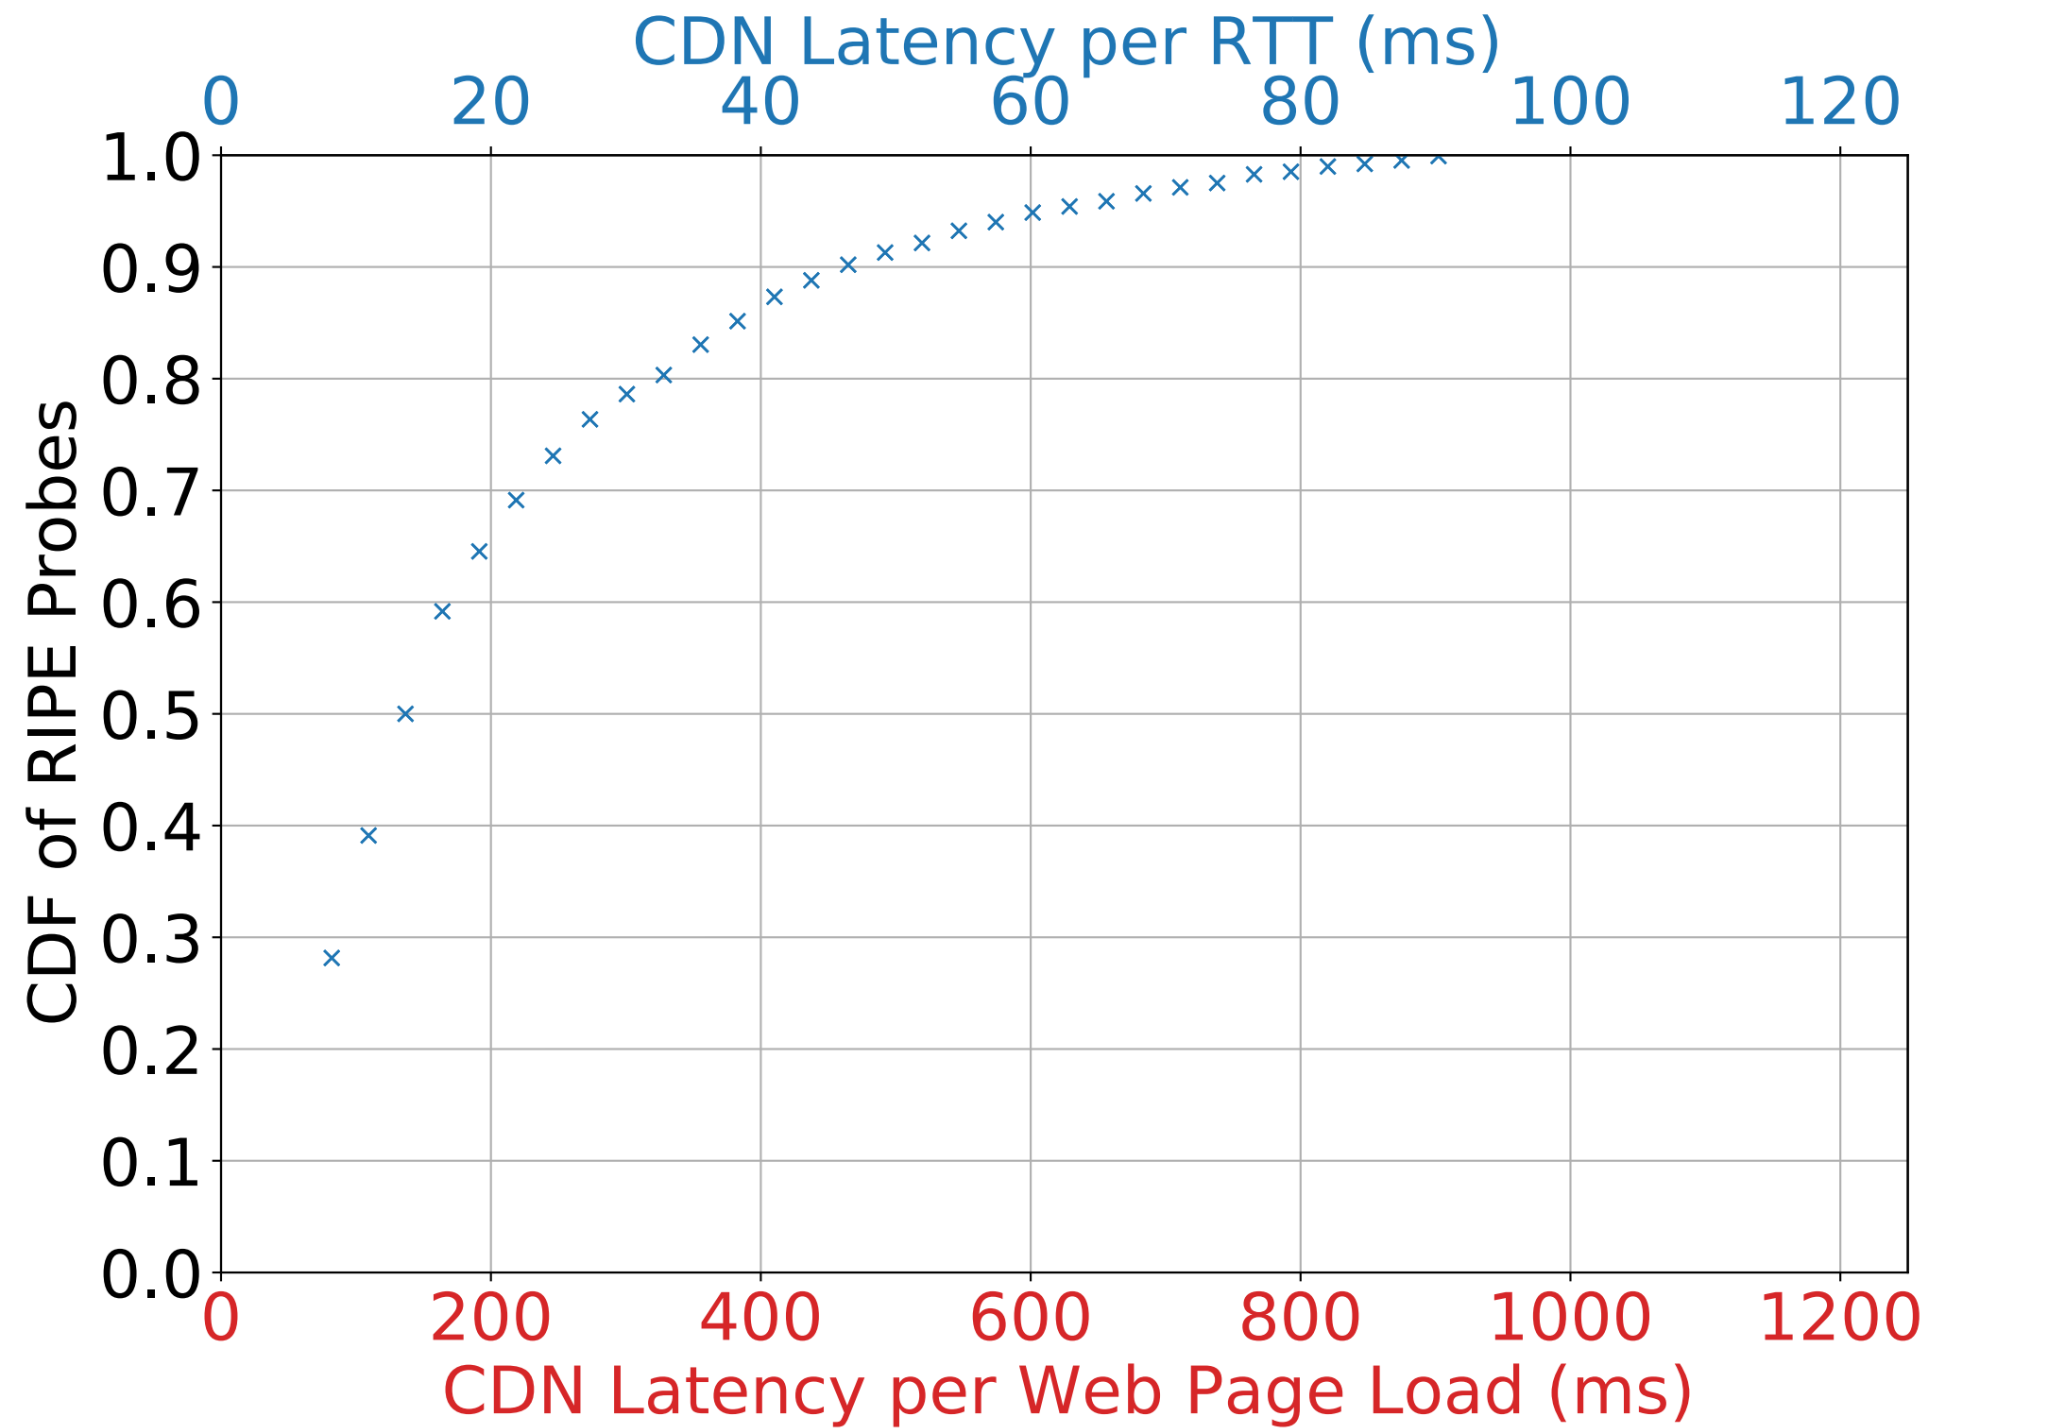 CDN Latency per RTT (ms)
0 20 40 60 80 100 120
1.0
0.9
0.8
0.7
0.6
0.5
0.4
0.3
0.2
0.1
0.0
CDF of RIPE Probes
0 200 400 600 800 1000 1200
CDN Latency per Web Page Load (ms)